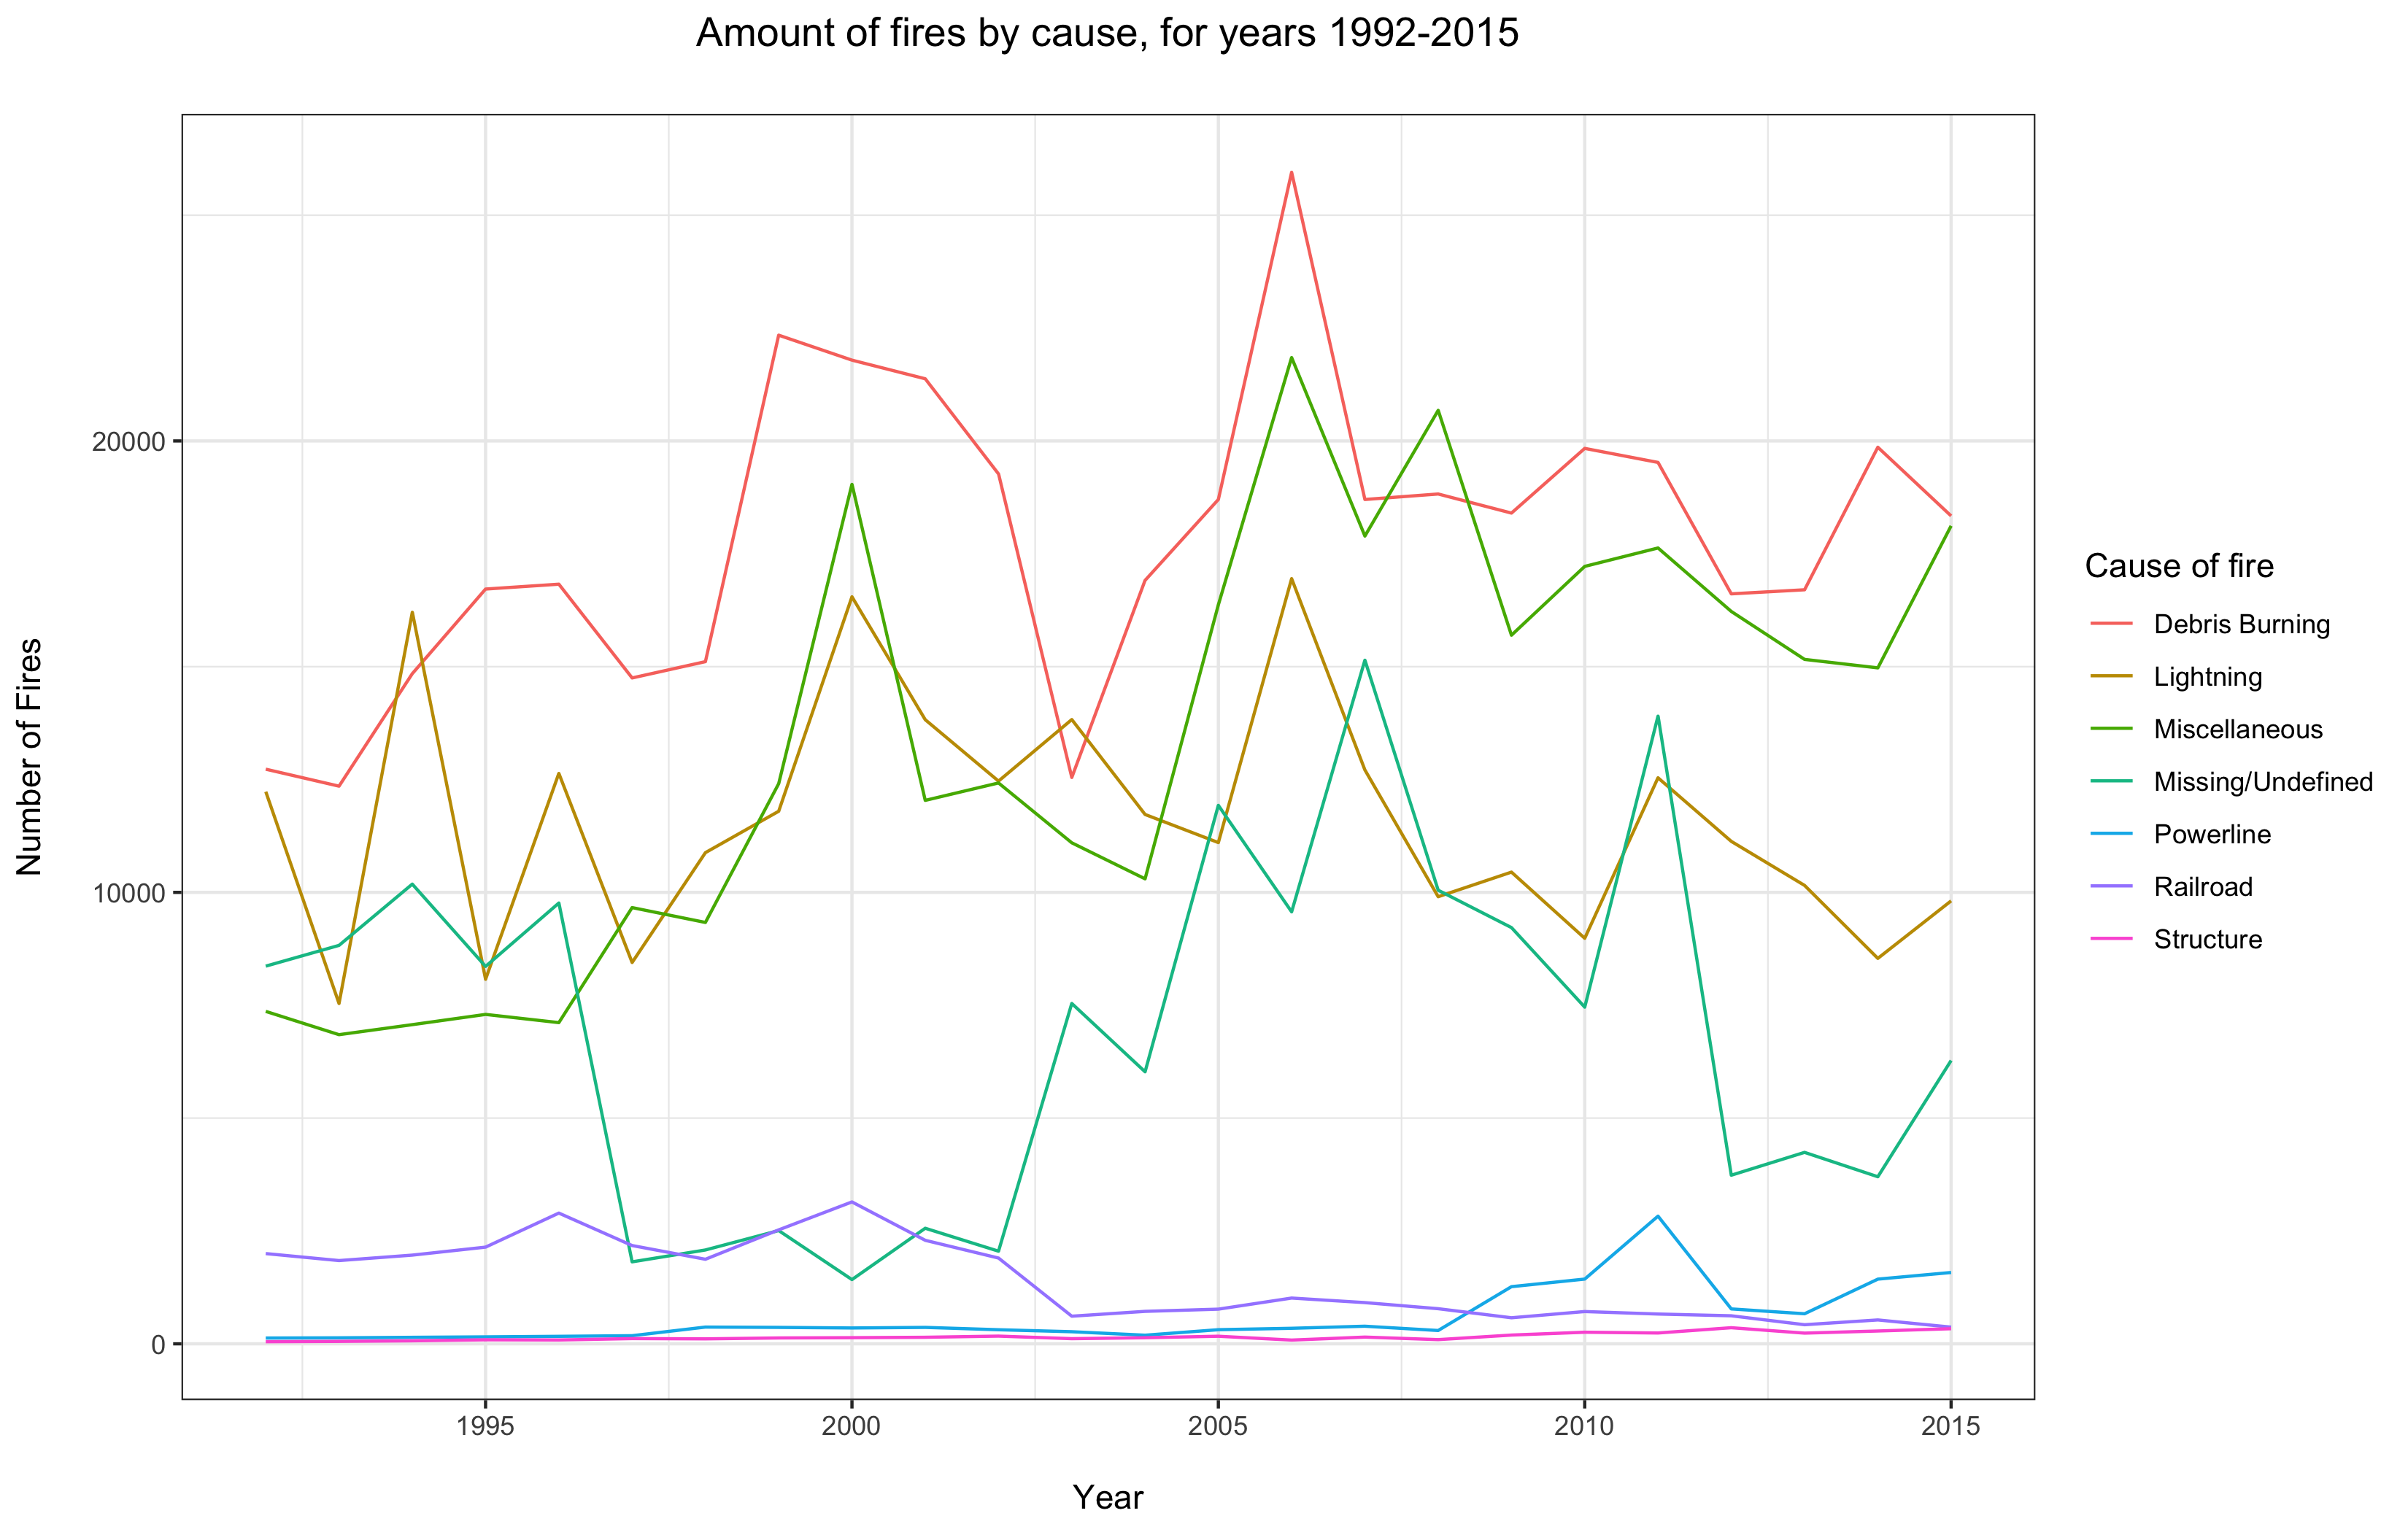 Amount of fires by cause, for years 1992-2015
Number of Fires
20000
10000
0
1995
2000
2005
2010
2015
Year
Cause of fire
Debris Burning
Lightning
Miscellaneous
Missing/Undefined
Powerline
Railroad
Structure